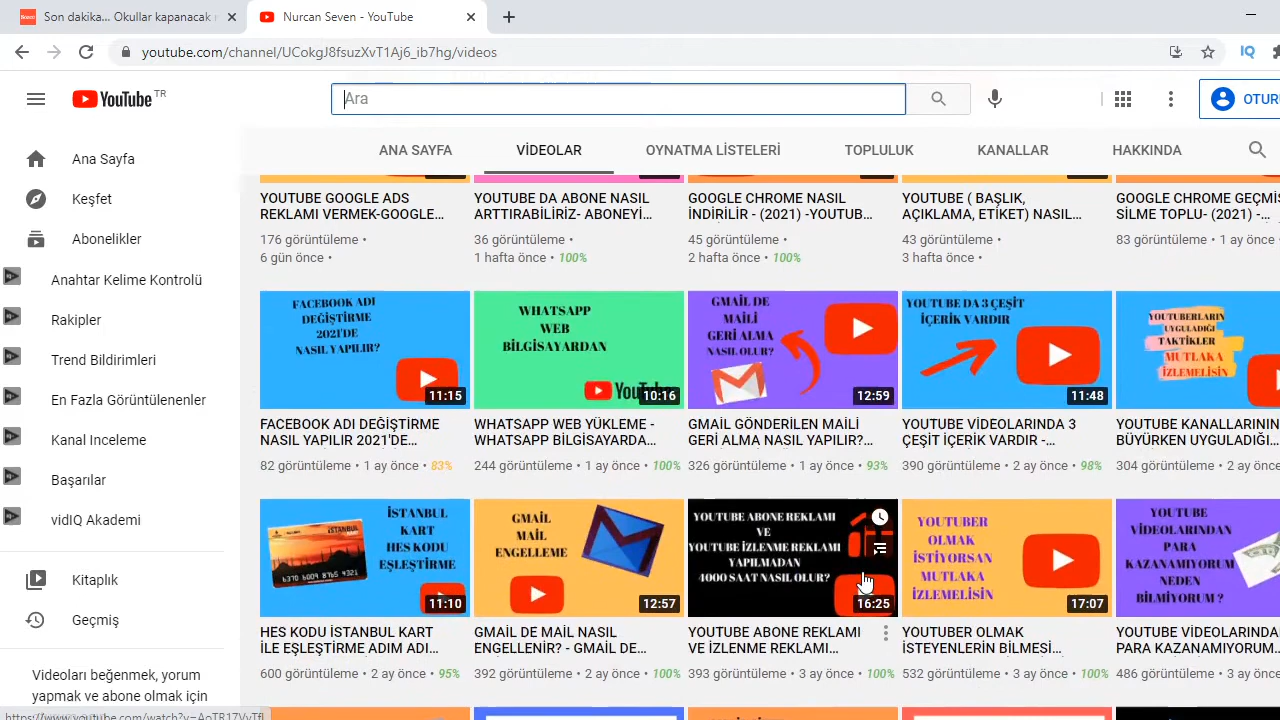 Son dakika... Okullar kapanacak
Nurcan Seven - YouTube
youtube.com/channel/UCokgJ8fsuzXvT1Aj6_ib7hg/videos
IQ
YouTube TR
Ara
OTUR
ANA SAYFA
VİDEOLAR
OYNATMA LİSTELERİ
TOPLULUK
KANALLAR
HAKKINDA
Ana Sayfa
Keşfet
Abonelikler
Anahtar Kelime Kontrolü
Rakipler
Trend Bildirimleri
En Fazla Görüntülenenler
Kanal Inceleme
Başarılar
vidIQ Akademi
Kitaplık
Geçmiş
Videoları beğenmek, yorum
yapmak ve abone olmak için
YOUTUBE GOOGLE ADS
REKLAMI VERMEK-GOOGLE...
176 görüntüleme •
6 gün önce •
YOUTUBE DA ABONE NASIL
ARTTIRABİLİRİZ- ABONEYİ...
36 görüntüleme •
1 hafta önce • 100%
GOOGLE CHROME NASIL
İNDİRİLİR - (2021) -YOUTUB...
45 görüntüleme •
2 hafta önce • 100%
YOUTUBE ( BAŞLIK,
AÇIKLAMA, ETİKET) NASIL...
43 görüntüleme •
3 hafta önce •
GOOGLE CHROME GEÇMİŞ
SİLME TOPLU- (2021) -...
83 görüntüleme • 1 ay önce •
FACEBOOK ADI
DEĞİŞTİRME
2021'DE
NASIL YAPILIR?
11:15
FACEBOOK ADI DEĞİŞTİRME
NASIL YAPILIR 2021'DE...
82 görüntüleme • 1 ay önce • 83%
WHATSAPP
WEB
BİLGİSAYARDAN
YouTube
10:16
WHATSAPP WEB YÜKLEME -
WHATSAPP BİLGİSAYARDA...
244 görüntüleme • 1 ay önce • 100%
GMAİL DE
MAİLİ
GERİ ALMA
NASIL OLUR?
12:59
GMAİL GÖNDERİLEN MAİLİ
GERİ ALMA NASIL YAPILIR?...
326 görüntüleme • 1 ay önce • 93%
YOUTUBE DA 3 ÇEŞİT
İÇERİK VARDIR
11:48
YOUTUBE VİDEOLARINDA 3
ÇEŞİT İÇERİK VARDIR -...
390 görüntüleme • 2 ay önce • 98%
YOUTUBERLARIN
UYGULADIĞI
TAKTİKLER
MUTLAKA
İZLEMELİSİN
YOUTUBE KANALLARININ
BÜYÜRKEN UYGULADIĞI...
304 görüntüleme • 2 ay önce •
İSTANBUL
KART
HES KODU
EŞLEŞTİRME
İSTANBUL
6370 6009 8765 4321
11:10
HES KODU İSTANBUL KART
İLE EŞLEŞTİRME ADIM ADI...
600 görüntüleme • 2 ay önce • 95%
GMAİL
MAİL
ENGELLEME
12:57
GMAİL DE MAİL NASIL
ENGELLENİR? - GMAİL DE...
392 görüntüleme • 2 ay önce • 100%
YOUTUBE ABONE REKLAMI
VE
YOUTUBE İZLENME REKLAMI
YAPILMADAN
4000 SAAT NASIL OLUR?
16:25
YOUTUBE ABONE REKLAMI
VE İZLENME REKLAMI...
393 görüntüleme • 3 ay önce • 100%
YOUTUBER
OLMAK
İSTİYORSAN
MUTLAKA
İZLEMELİSİN
17:07
YOUTUBER OLMAK
İSTEYENLERİN BİLMESİ...
532 görüntüleme • 3 ay önce • 100%
YOUTUBE
VİDEOLARINDAN
PARA
KAZANAMIYORUM
NEDEN
BİLMİYORUM ?
YOUTUBE VİDEOLARINDA
PARA KAZANAMIYORUM...
486 görüntüleme • 3 ay önce •